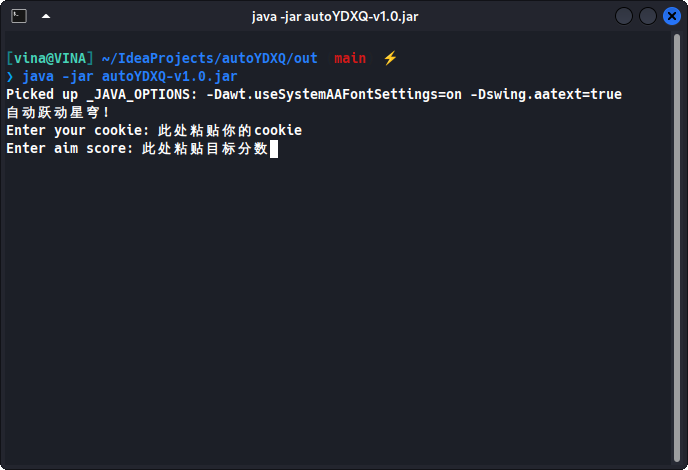 java -jar autoYDXQ-v1.0.jar
[vina@VINA] ~/IdeaProjects/autoYDXQ/out main ⚡
❯ java -jar autoYDXQ-v1.0.jar
Picked up _JAVA_OPTIONS: -Dawt.useSystemAAFontSettings=on -Dswing.aatext=true
自动跃动星穹！
Enter your cookie: 此处粘贴你的cookie
Enter aim score: 此处粘贴目标分数